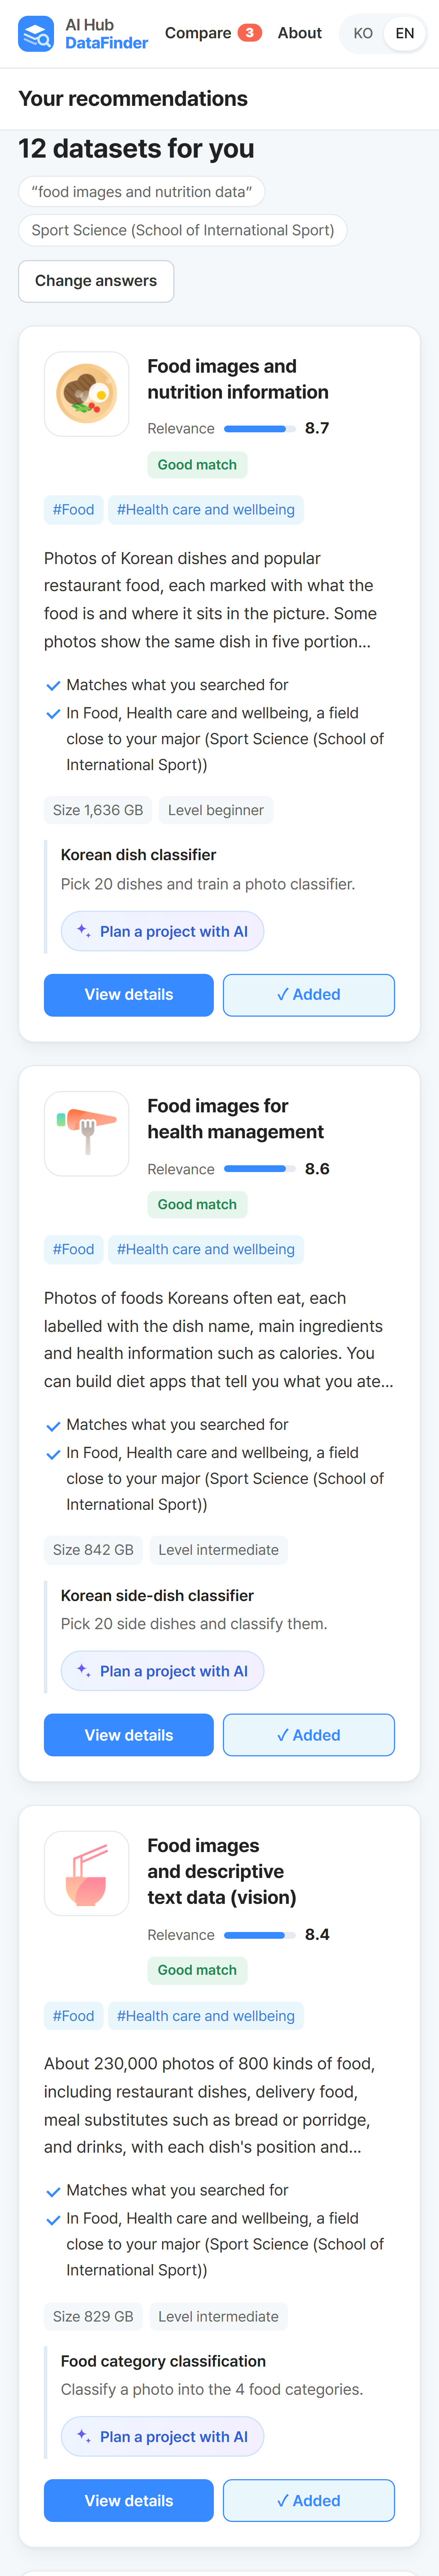 AI Hub
DataFinder
Compare 3
About
KO
EN
Your recommendations
12 datasets for you
“food images and nutrition data”
Sport Science (School of International Sport)
Change answers
Food images and
nutrition information
Relevance 8.7
Good match
#Food #Health care and wellbeing
Photos of Korean dishes and popular
restaurant food, each marked with what the
food is and where it sits in the picture. Some
photos show the same dish in five portion...
Matches what you searched for
In Food, Health care and wellbeing, a field
close to your major (Sport Science (School of
International Sport))
Size 1,636 GB Level beginner
Korean dish classifier
Pick 20 dishes and train a photo classifier.
Plan a project with AI
View details ✓ Added
Food images for
health management
Relevance 8.6
Good match
#Food #Health care and wellbeing
Photos of foods Koreans often eat, each
labelled with the dish name, main ingredients
and health information such as calories. You
can build diet apps that tell you what you ate...
Matches what you searched for
In Food, Health care and wellbeing, a field
close to your major (Sport Science (School of
International Sport))
Size 842 GB Level intermediate
Korean side-dish classifier
Pick 20 side dishes and classify them.
Plan a project with AI
View details ✓ Added
Food images
and descriptive
text data (vision)
Relevance 8.4
Good match
#Food #Health care and wellbeing
About 230,000 photos of 800 kinds of food,
including restaurant dishes, delivery food,
meal substitutes such as bread or porridge,
and drinks, with each dish's position and...
Matches what you searched for
In Food, Health care and wellbeing, a field
close to your major (Sport Science (School of
International Sport))
Size 829 GB Level intermediate
Food category classification
Classify a photo into the 4 food categories.
Plan a project with AI
View details ✓ Added